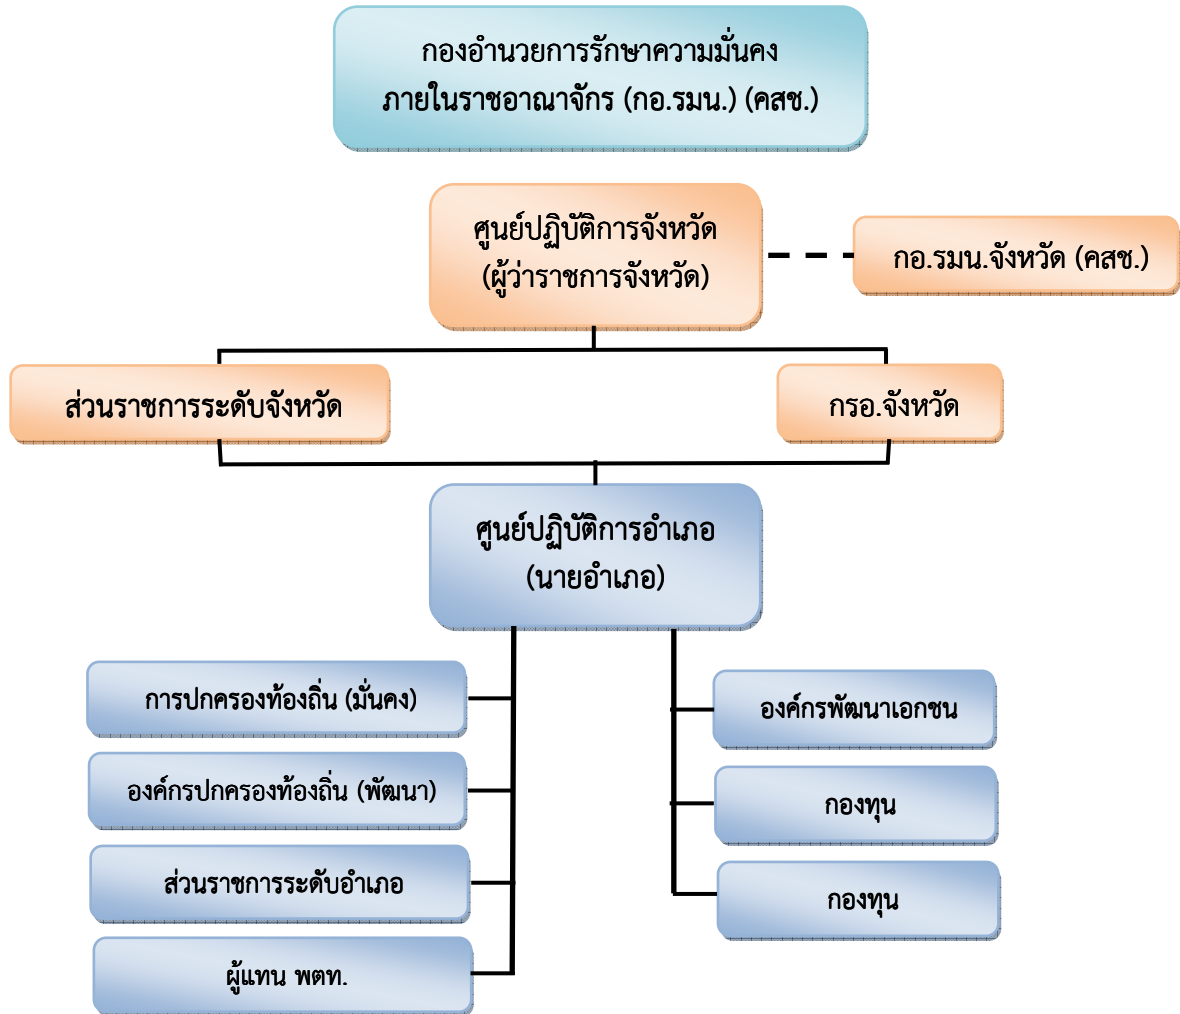 กองอำนวยการรักษาความมั่นคง
ภายในราชอาณาจักร (กอ.รมน.) (คสช.)
ศูนย์ปฏิบัติการจังหวัด
(ผู้ว่าราชการจังหวัด)
กอ.รมน.จังหวัด (คสช.)
ส่วนราชการระดับจังหวัด
กรอ.จังหวัด
ศูนย์ปฏิบัติการอำเภอ
(นายอำเภอ)
การปกครองท้องถิ่น (มั่นคง)
องค์กรปกครองท้องถิ่น (พัฒนา)
ส่วนราชการระดับอำเภอ
ผู้แทน พตท.
องค์กรพัฒนาเอกชน
กองทุน
กองทุน